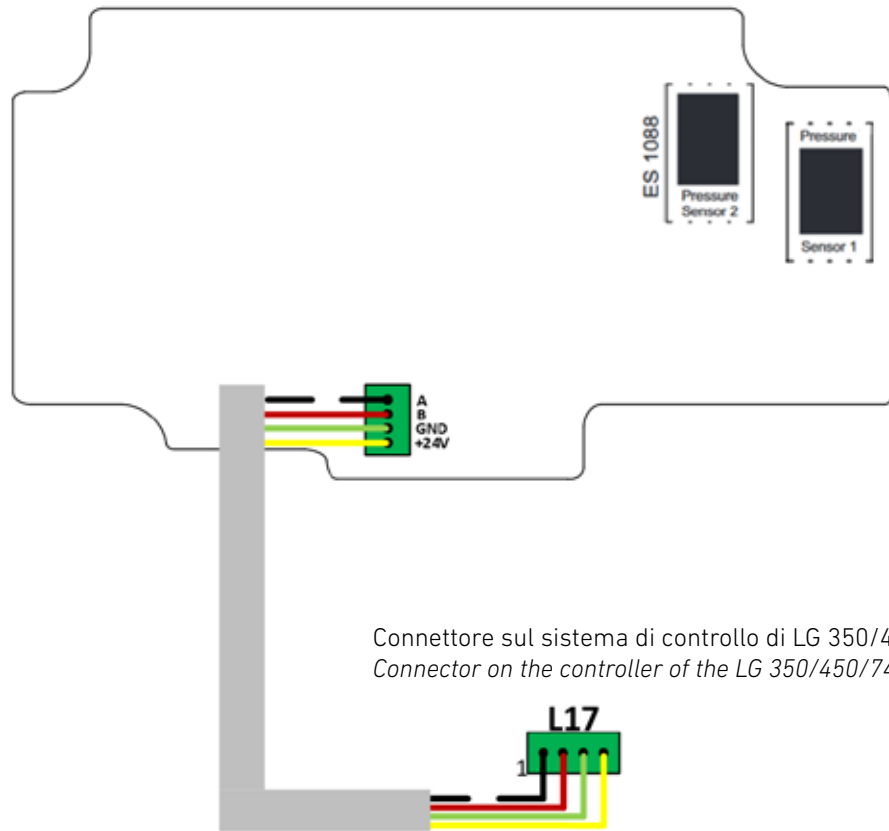 ES 1088
Pressure
Sensor 2
Pressure
Sensor 1
A
B
GND
+24V
Connettore sul sistema di controllo di LG 350/4
Connector on the controller of the LG 350/450/74
L17
1